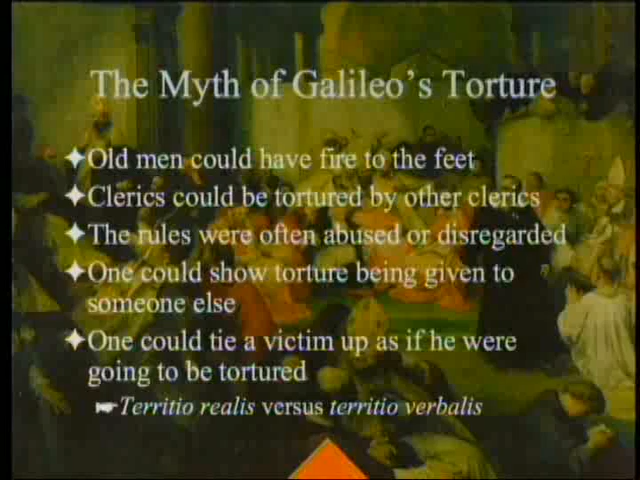 The Myth of Galileo's Torture
Old men could have fire to the feet
Clerics could be tortured by other clerics
The rules were often abused or disregarded
One could show torture being given to
someone else
One could tie a victim up as if he were
going to be tortured
Territio realis versus territio verbalis